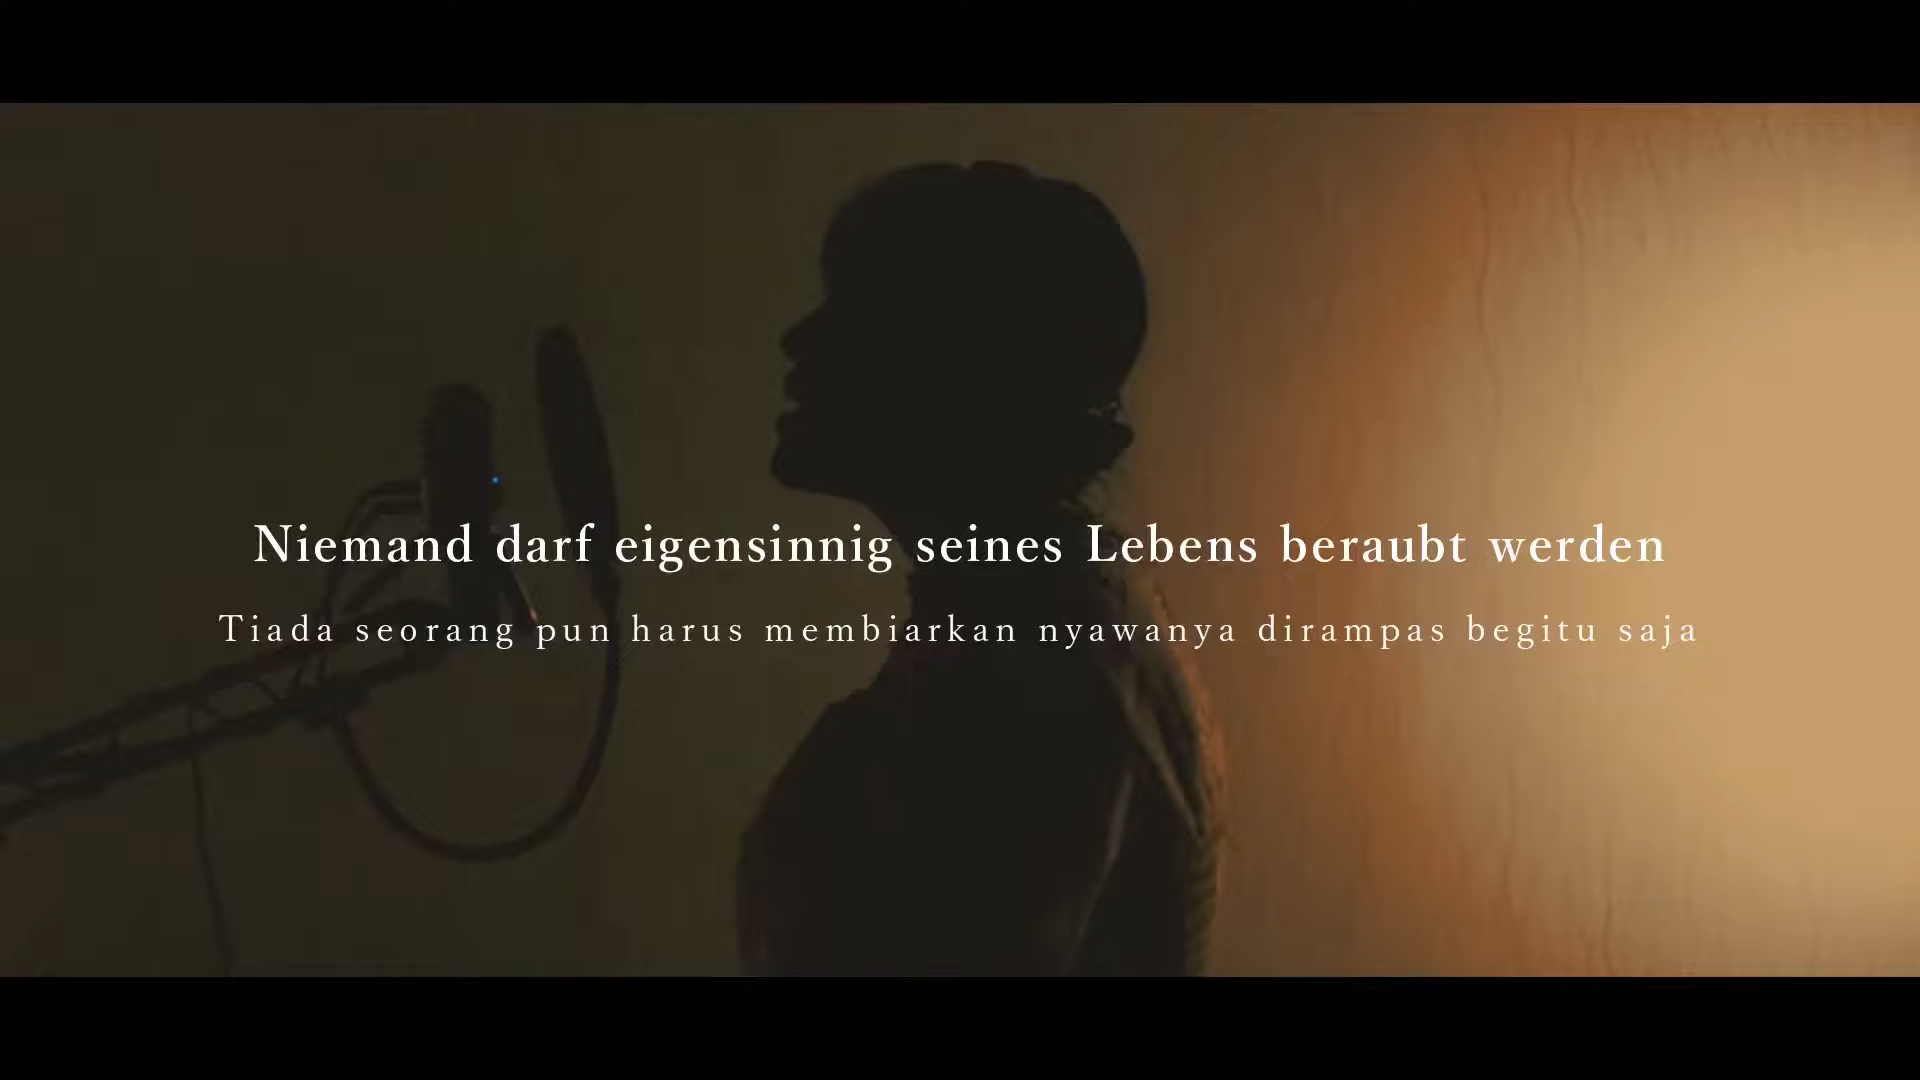 Niemand darf eigensinnig seines Lebens beraubt werden
Tiada seorang pun harus membiarkan nyawanya dirampas begitu saja